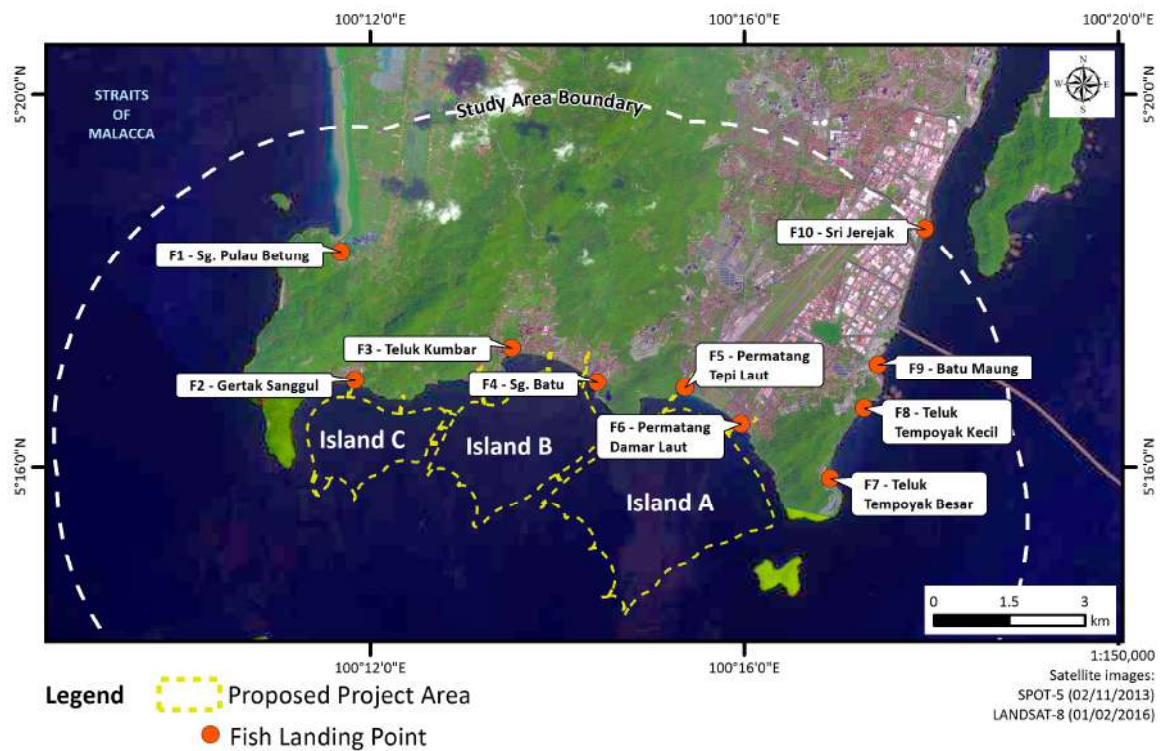 100°12'0"E
100°16'0"E
100°20'0"E
5°20'0"N
5°20'0"N
STRAITS
OF
MALACCA
N
W E
S
Study Area Boundary
F1 - Sg. Pulau Betung
F10 - Sri Jerejak
F3 - Teluk Kumbar
F2 - Gertak Sanggul
F4 - Sg. Batu
F5 - Permatang
Tepi Laut
F9 - Batu Maung
F6 - Permatang
Damar Laut
F8 - Teluk
Tempoyak Kecil
F7 - Teluk
Tempoyak Besar
Island C
Island B
Island A
5°16'0"N
5°16'0"N
0 1.5 3
km
100°12'0"E
100°16'0"E
1:150,000
Satellite images:
SPOT-5 (02/11/2013)
LANDSAT-8 (01/02/2016)
Legend
Proposed Project Area
Fish Landing Point